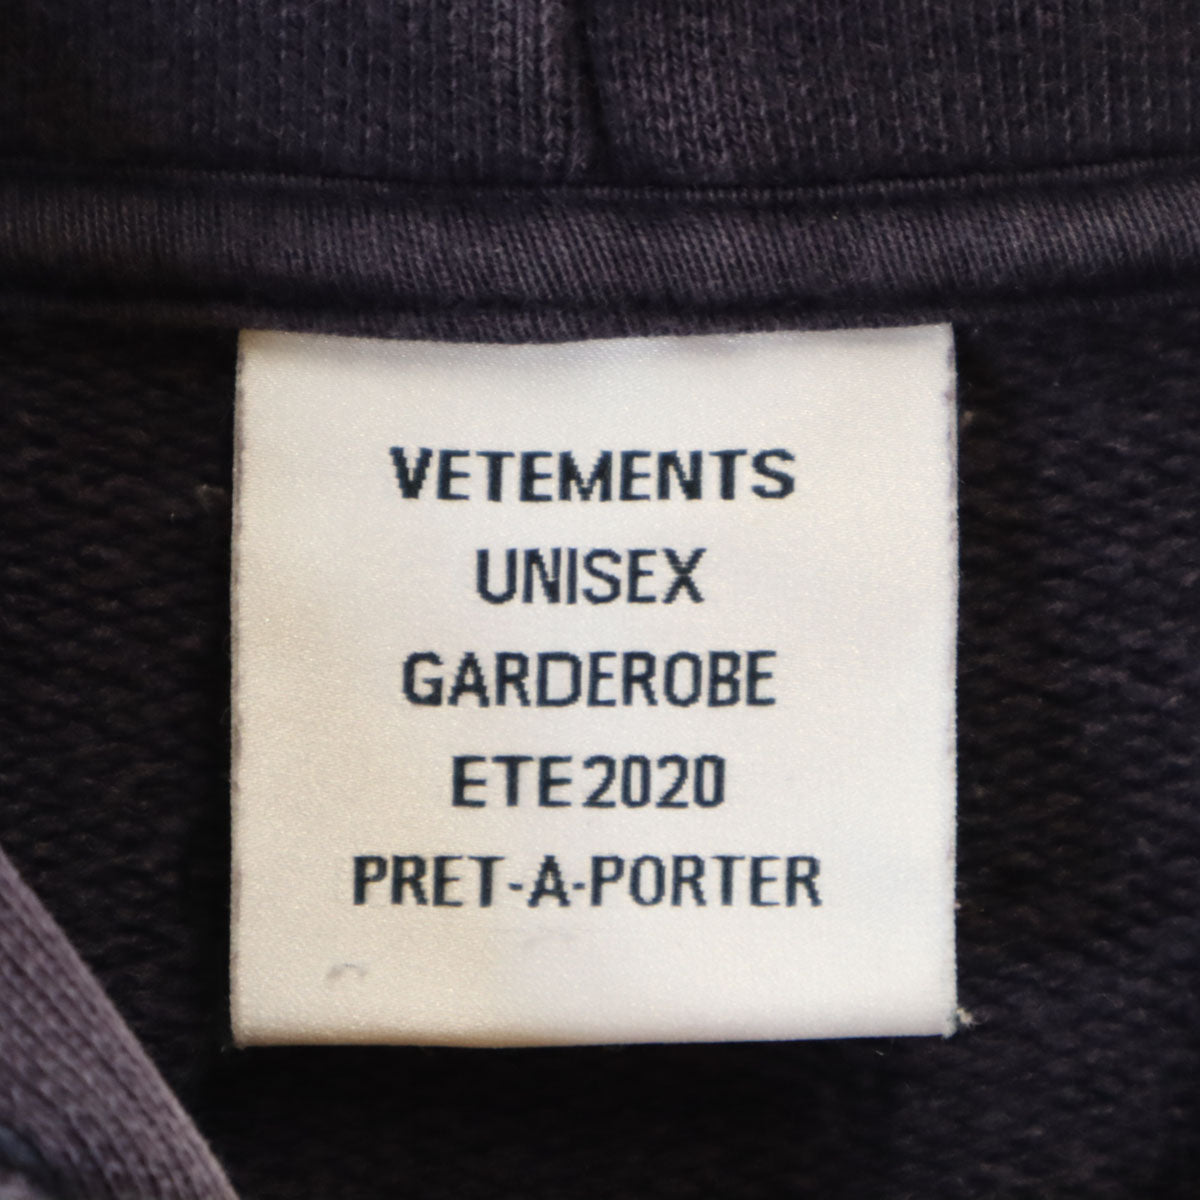 VETEMENTS
UNISEX
GARDEROBE
ETE2020
PRET-A-PORTER